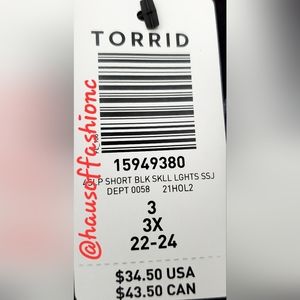 TORRID
15949380
SLP SHORT BLK SKLL LGHTS SSJ
DEPT 0058 21HOL2
3
3X
22-24
$34.50 USA
$43.50 CAN
@hausoffashionc